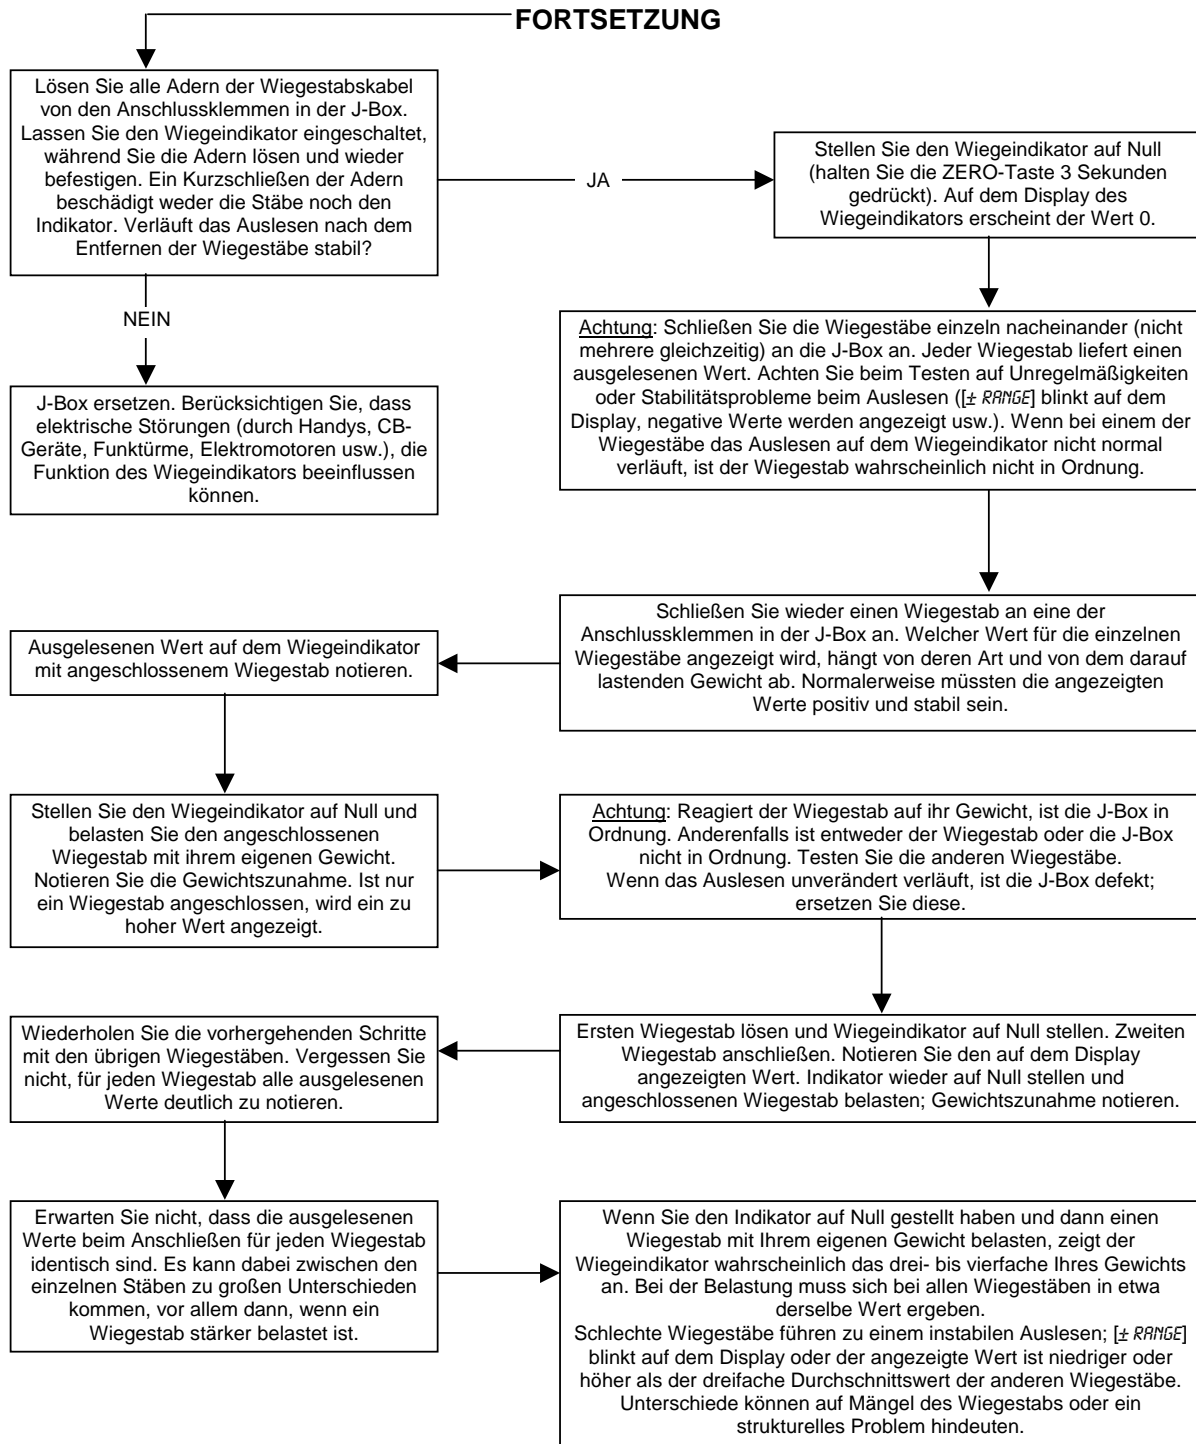 FORTSETZUNG
Lösen Sie alle Adern der Wiegestabskabel
von den Anschlussklemmen in der J-Box.
Lassen Sie den Wiegeindikator eingeschaltet,
während Sie die Adern lösen und wieder
befestigen. Ein Kurzschließen der Adern
beschädigt weder die Stäbe noch den
Indikator. Verläuft das Auslesen nach dem
Entfernen der Wiegestäbe stabil?
JA
Stellen Sie den Wiegeindikator auf Null
(halten Sie die ZERO-Taste 3 Sekunden
gedrückt). Auf dem Display des
Wiegeindikators erscheint der Wert 0.
NEIN
J-Box ersetzen. Berücksichtigen Sie, dass
elektrische Störungen (durch Handys, CB-
Geräte, Funktürme, Elektromotoren usw.), die
Funktion des Wiegeindikators beeinflussen
können.
Achtung: Schließen Sie die Wiegestäbe einzeln nacheinander (nicht
mehrere gleichzeitig) an die J-Box an. Jeder Wiegestab liefert einen
ausgelesenen Wert. Achten Sie beim Testen auf Unregelmäßigkeiten
oder Stabilitätsprobleme beim Auslesen ([± RANGE] blinkt auf dem
Display, negative Werte werden angezeigt usw.). Wenn bei einem der
Wiegestäbe das Auslesen auf dem Wiegeindikator nicht normal
verläuft, ist der Wiegestab wahrscheinlich nicht in Ordnung.
Schließen Sie wieder einen Wiegestab an eine der
Anschlussklemmen in der J-Box an. Welcher Wert für die einzelnen
Wiegestäbe angezeigt wird, hängt von deren Art und von dem darauf
lastenden Gewicht ab. Normalerweise müssten die angezeigten
Werte positiv und stabil sein.
Ausgelesenen Wert auf dem Wiegeindikator
mit angeschlossenem Wiegestab notieren.
Stellen Sie den Wiegeindikator auf Null und
belasten Sie den angeschlossenen
Wiegestab mit ihrem eigenen Gewicht.
Notieren Sie die Gewichtszunahme. Ist nur
ein Wiegestab angeschlossen, wird ein zu
hoher Wert angezeigt.
Achtung: Reagiert der Wiegestab auf ihr Gewicht, ist die J-Box in
Ordnung. Anderenfalls ist entweder der Wiegestab oder die J-Box
nicht in Ordnung. Testen Sie die anderen Wiegestäbe.
Wenn das Auslesen unverändert verläuft, ist die J-Box defekt;
ersetzen Sie diese.
Ersten Wiegestab lösen und Wiegeindikator auf Null stellen. Zweiten
Wiegestab anschließen. Notieren Sie den auf dem Display
angezeigten Wert. Indikator wieder auf Null stellen und
angeschlossenen Wiegestab belasten; Gewichtszunahme notieren.
Wiederholen Sie die vorhergehenden Schritte
mit den übrigen Wiegestäben. Vergessen Sie
nicht, für jeden Wiegestab alle ausgelesenen
Werte deutlich zu notieren.
Erwarten Sie nicht, dass die ausgelesenen
Werte beim Anschließen für jeden Wiegestab
identisch sind. Es kann dabei zwischen den
einzelnen Stäben zu großen Unterschieden
kommen, vor allem dann, wenn ein
Wiegestab stärker belastet ist.
Wenn Sie den Indikator auf Null gestellt haben und dann einen
Wiegestab mit Ihrem eigenen Gewicht belasten, zeigt der
Wiegeindikator wahrscheinlich das drei- bis vierfache Ihres Gewichts
an. Bei der Belastung muss sich bei allen Wiegestäben in etwa
derselbe Wert ergeben.
Schlechte Wiegestäbe führen zu einem instabilen Auslesen; [± RANGE]
blinkt auf dem Display oder der angezeigte Wert ist niedriger oder
höher als der dreifache Durchschnittswert der anderen Wiegestäbe.
Unterschiede können auf Mängel des Wiegestabs oder ein
strukturelles Problem hindeuten.